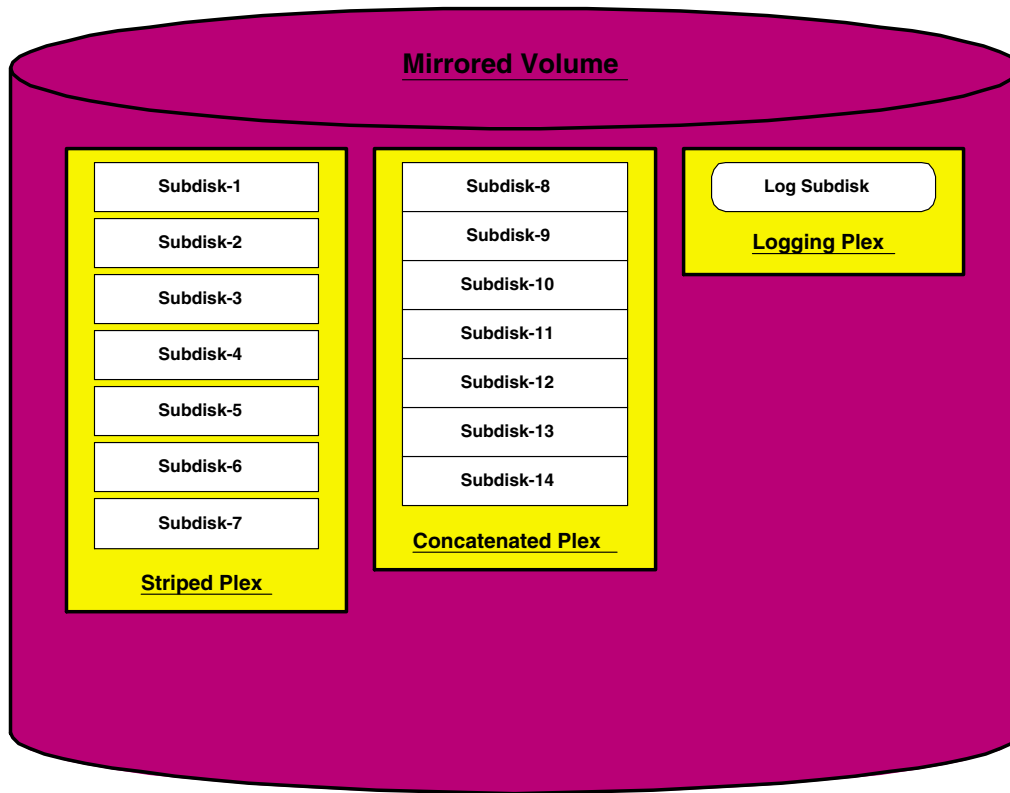 Mirrored Volume
Subdisk-1
Subdisk-2
Subdisk-3
Subdisk-4
Subdisk-5
Subdisk-6
Subdisk-7
Striped Plex
Subdisk-8
Subdisk-9
Subdisk-10
Subdisk-11
Subdisk-12
Subdisk-13
Subdisk-14
Concatenated Plex
Log Subdisk
Logging Plex